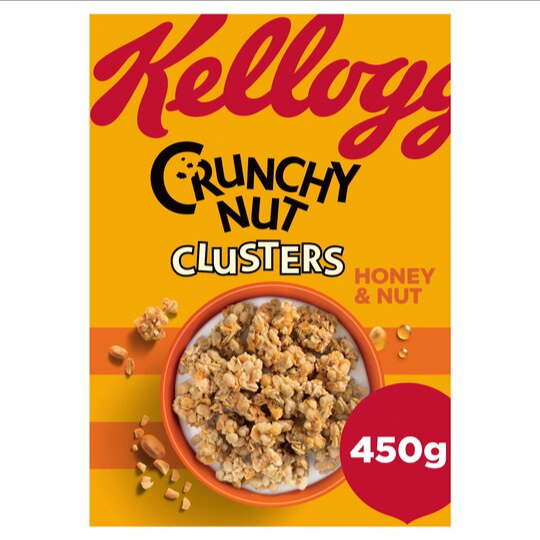 Kellogg
CRUNCHY
NUT
CLUSTERS
HONEY
& NUT
450g